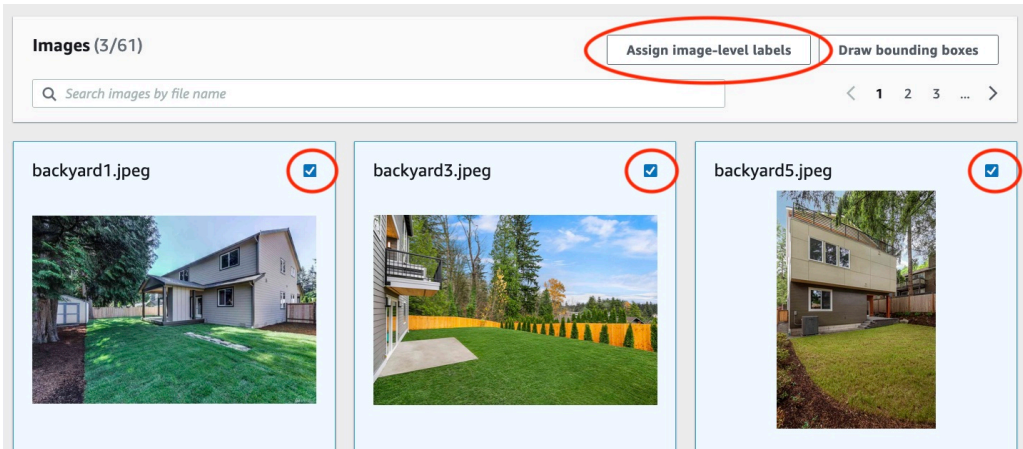 Images (3/61)
Assign image-level labels
Draw bounding boxes
Search images by file name
1 2 3 ...
backyard1.jpeg
backyard3.jpeg
backyard5.jpeg